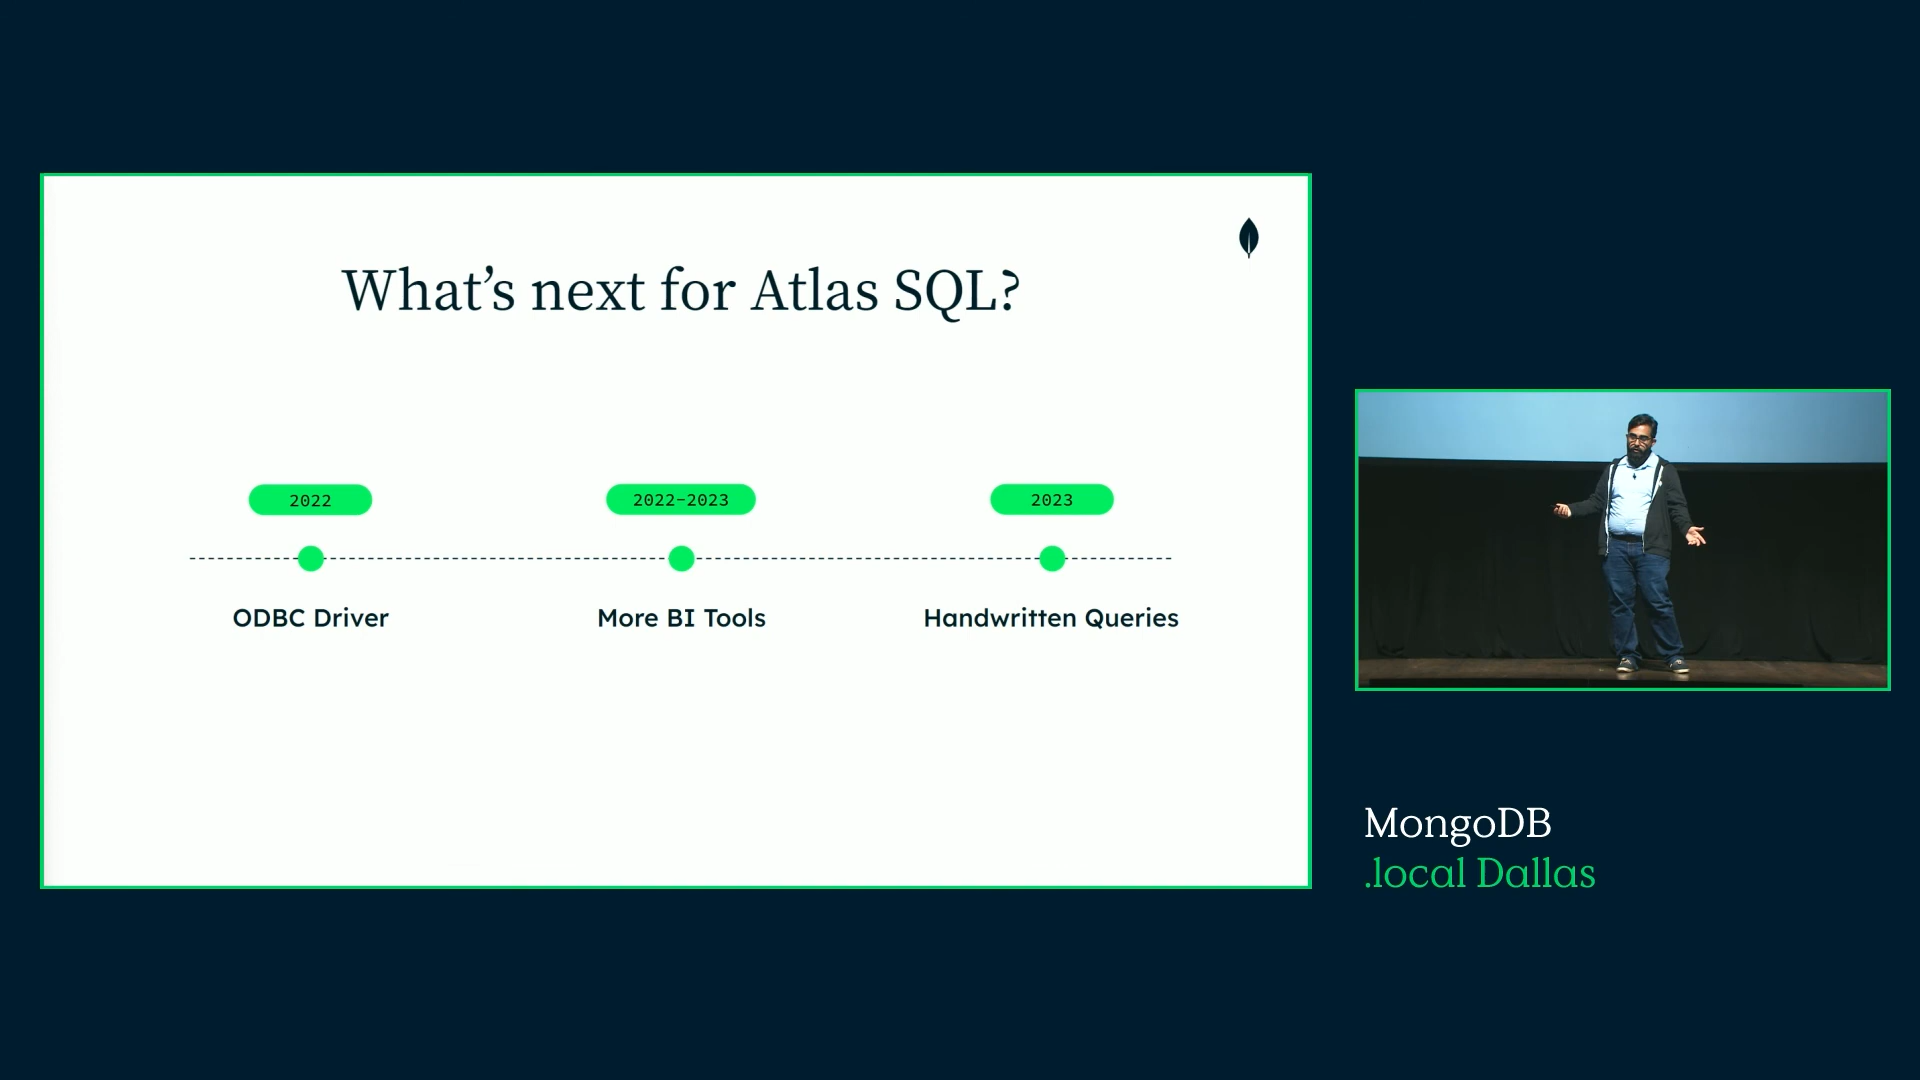 What’s next for Atlas SQL?
2022
2022-2023
2023
ODBC Driver
More BI Tools
Handwritten Queries
MongoDB
.local Dallas